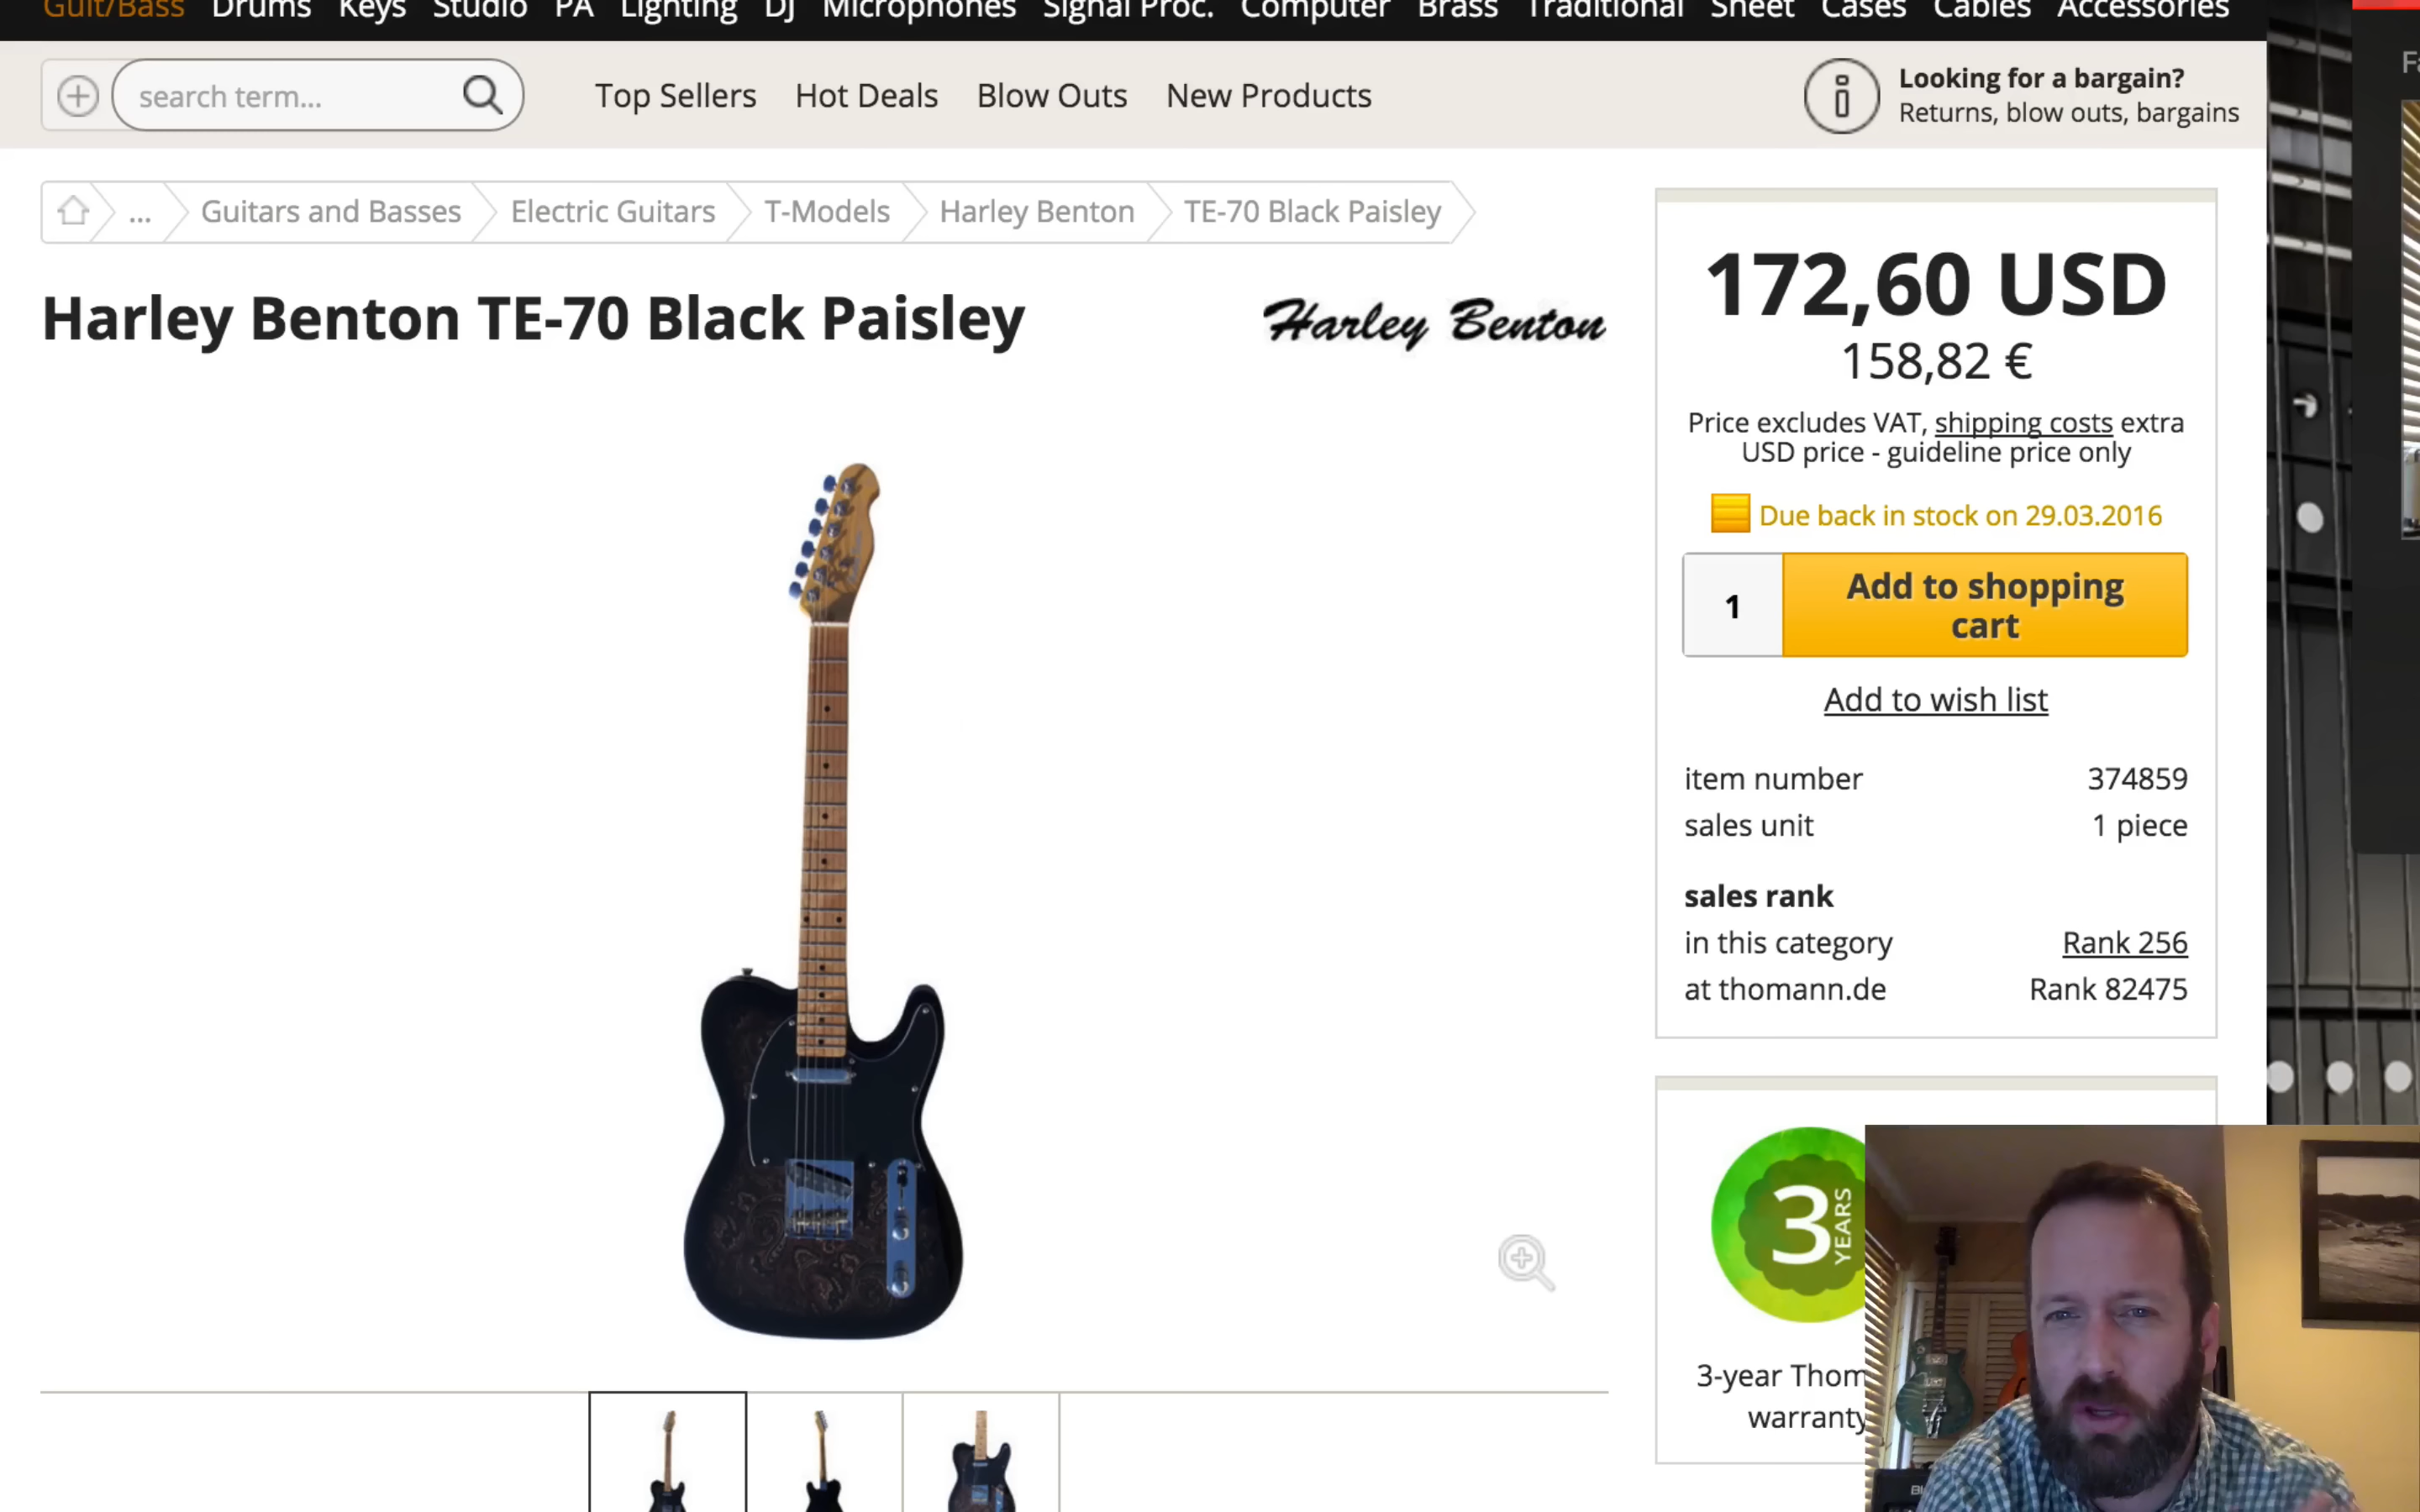 Guit/Bass Drums Keys Studio PA Lighting DJ Microphones Signal Proc. Computer Brass Traditional Sheet Cases Cables Accessories
search term...
Top Sellers Hot Deals Blow Outs New Products
Looking for a bargain?
Returns, blow outs, bargains
... Guitars and Basses Electric Guitars T-Models Harley Benton TE-70 Black Paisley
Harley Benton TE-70 Black Paisley
Harley Benton
172,60 USD
158,82 €
Price excludes VAT, shipping costs extra
USD price - guideline price only
Due back in stock on 29.03.2016
1
Add to shopping
cart
Add to wish list
item number 374859
sales unit 1 piece
sales rank
in this category Rank 256
at thomann.de Rank 82475
3 YEARS
3-year Thom
warranty